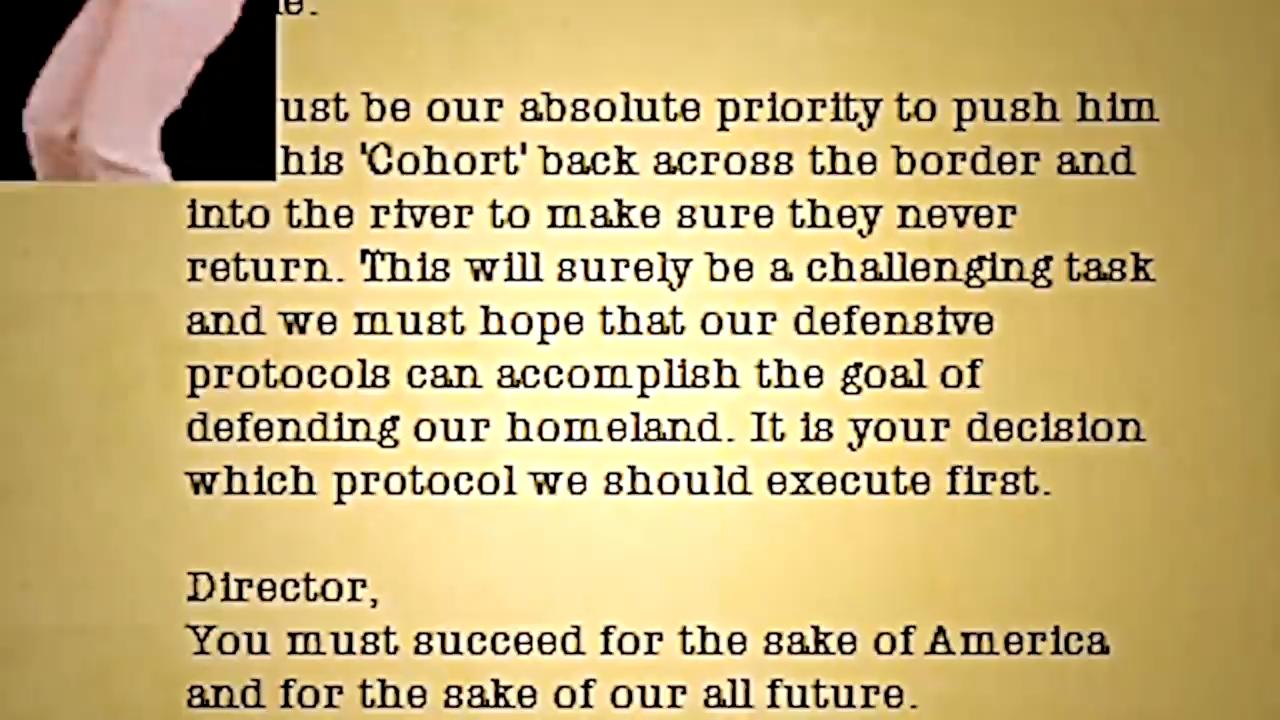 ust be our absolute priority to push him
his 'Cohort' back across the border and
into the river to make sure they never
return. This will surely be a challenging task
and we must hope that our defensive
protocols can accomplish the goal of
defending our homeland. It is your decision
which protocol we should execute first.
Director,
You must succeed for the sake of America
and for the sake of our all future.